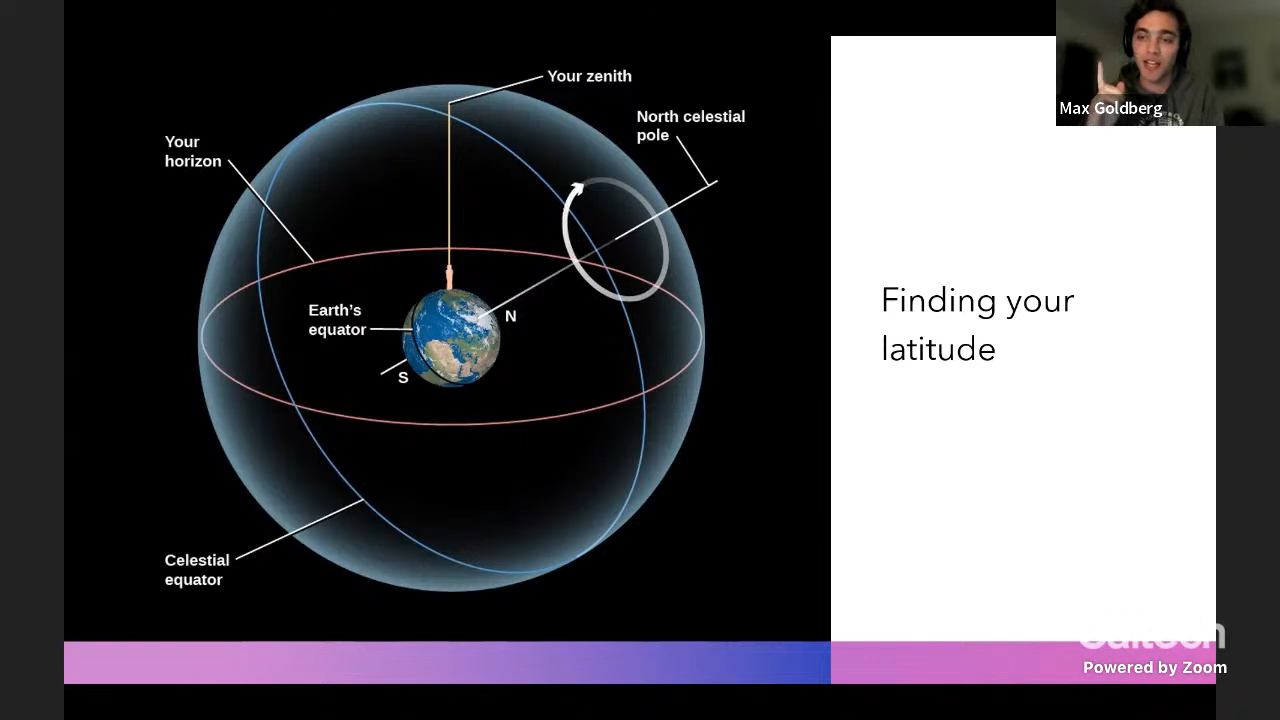 Your zenith
North celestial
pole
Your
horizon
Earth's
equator
N
S
Celestial
equator
Finding your
latitude
Max Goldberg
Caltech
Powered by Zoom